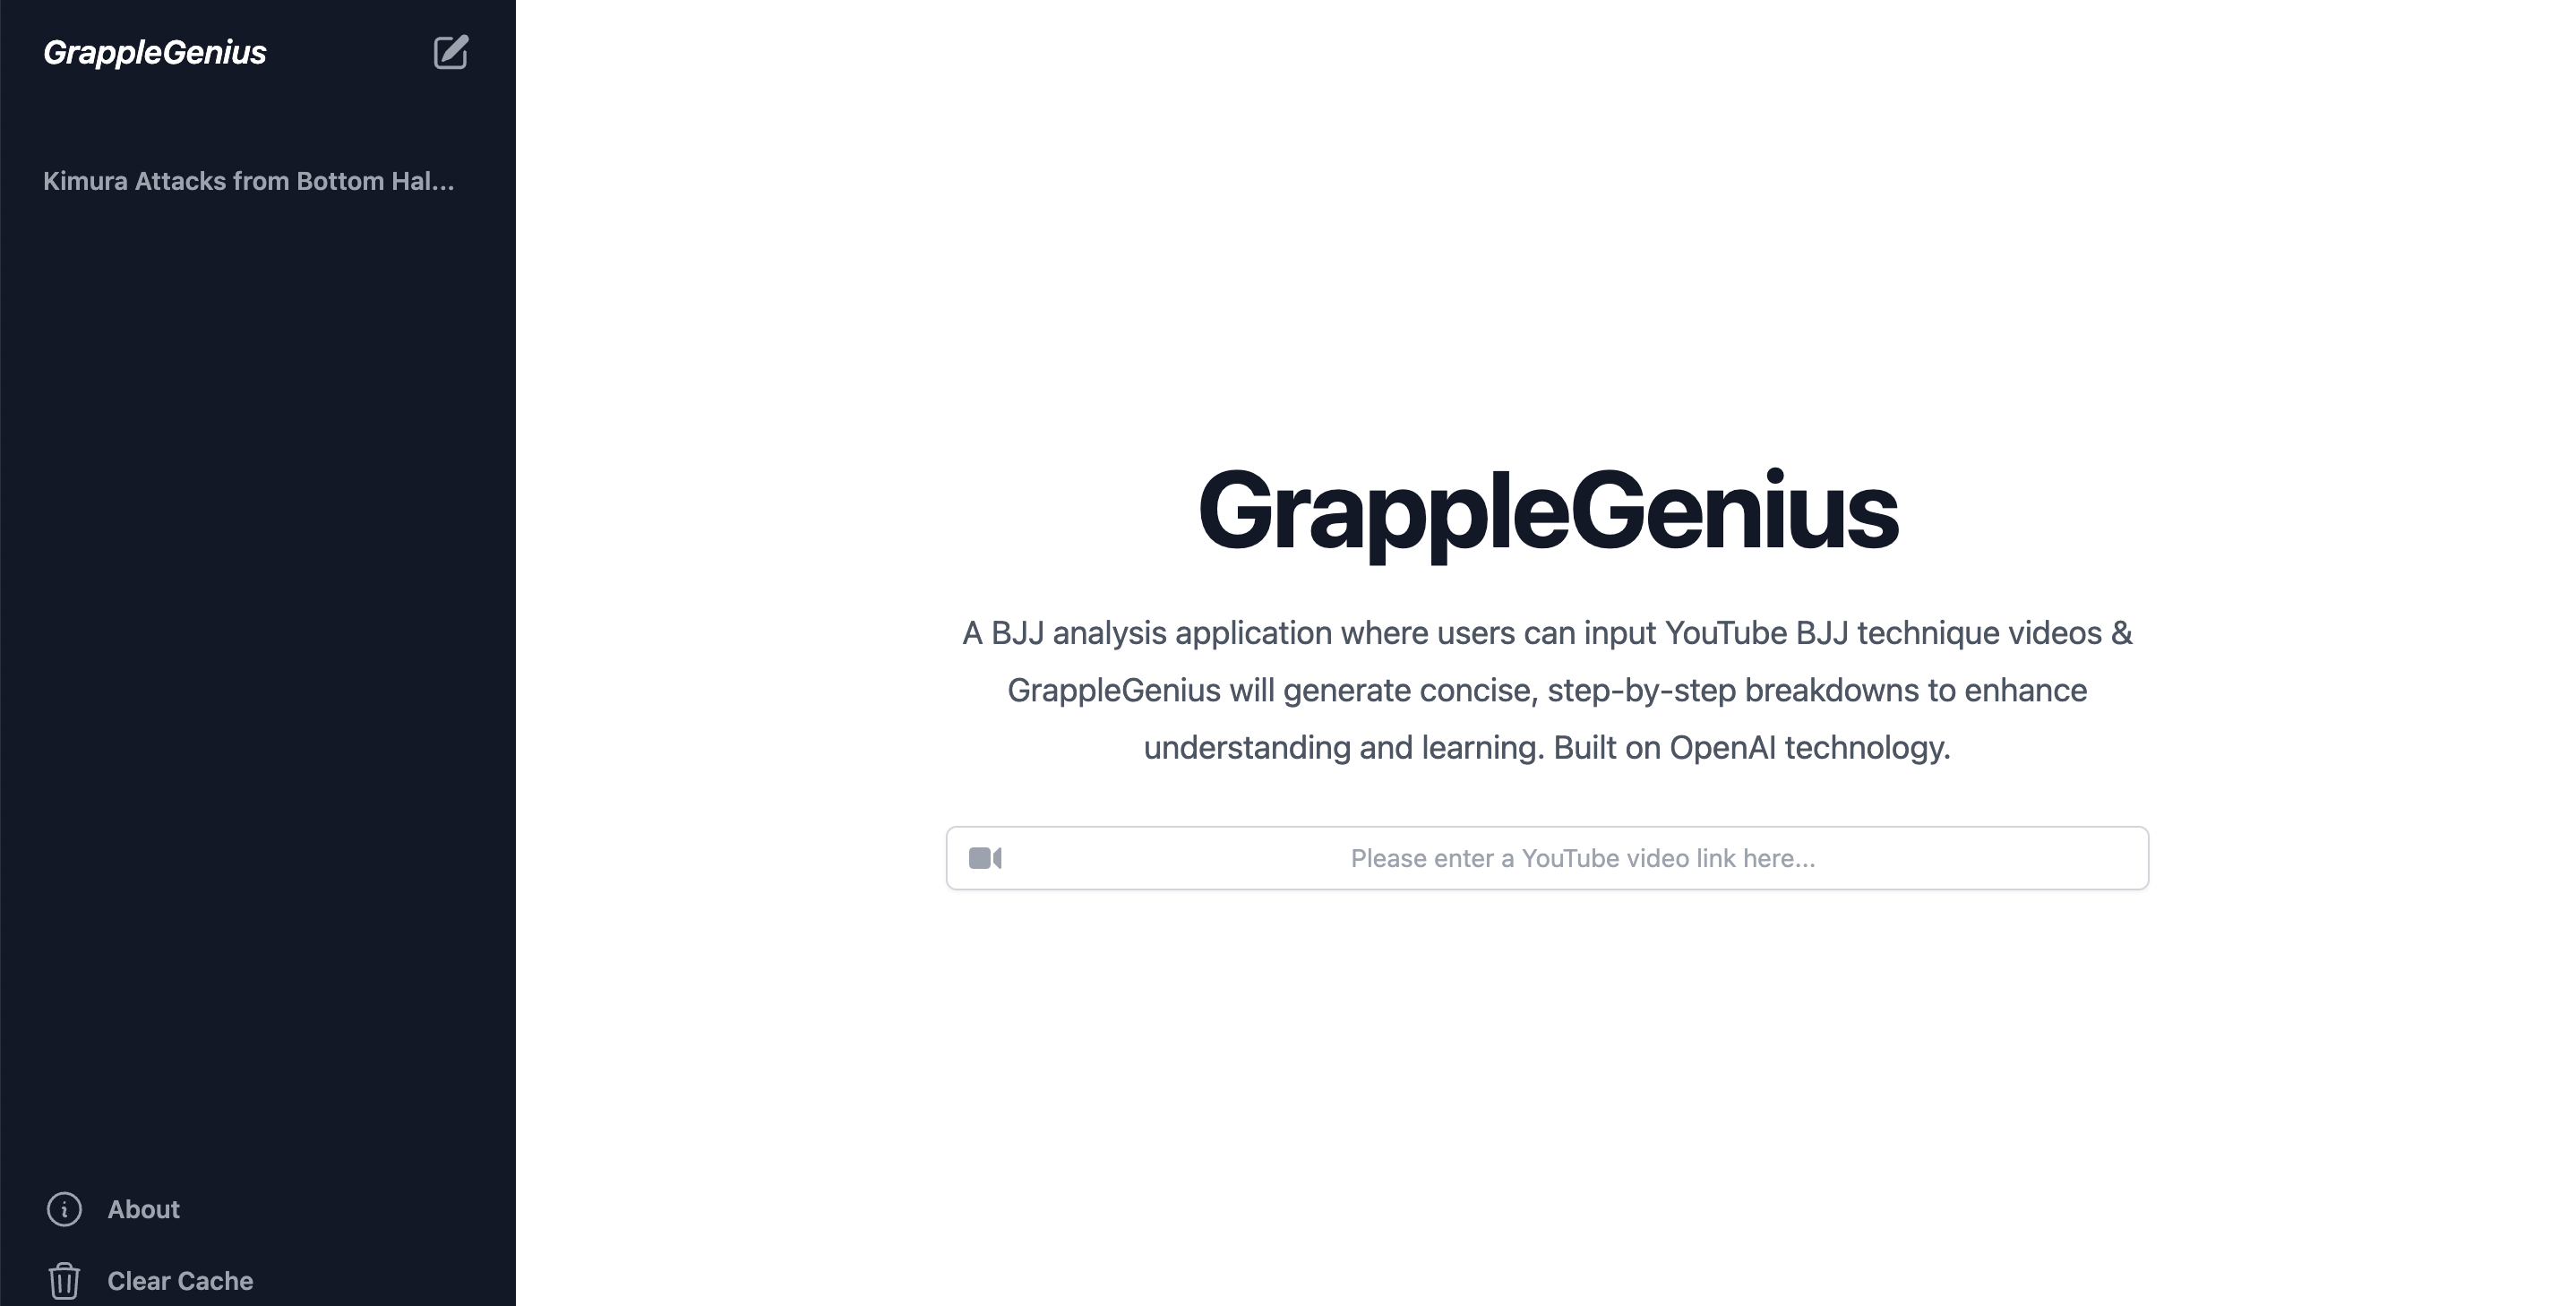 GrappleGenius
Kimura Attacks from Bottom Hal...
About
Clear Cache
GrappleGenius
A BJJ analysis application where users can input YouTube BJJ technique videos &
GrappleGenius will generate concise, step-by-step breakdowns to enhance
understanding and learning. Built on OpenAI technology.
Please enter a YouTube video link here...